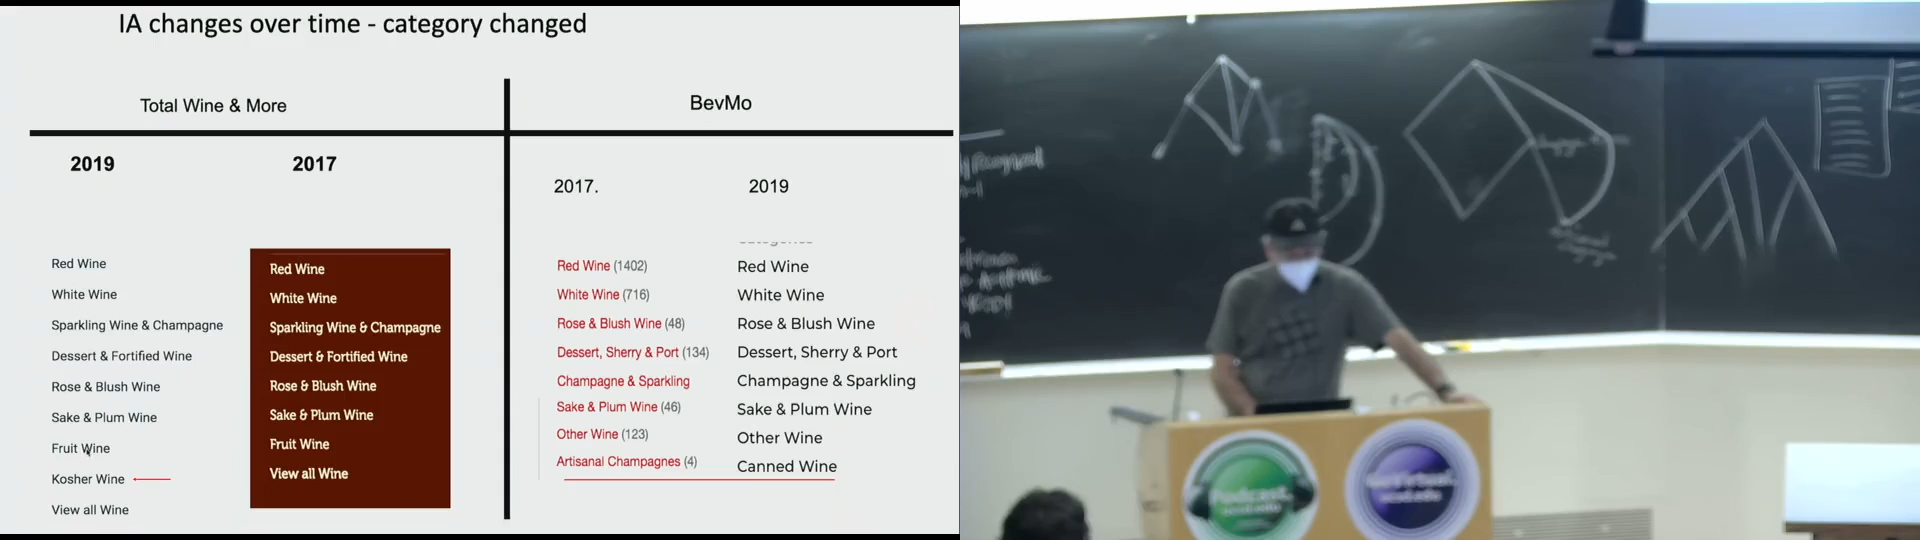 IA changes over time - category changed
Total Wine & More
BevMo
2019
2017
2017.
2019
Red Wine
White Wine
Sparkling Wine & Champagne
Dessert & Fortified Wine
Rose & Blush Wine
Sake & Plum Wine
Fruit Wine
Kosher Wine
View all Wine
Red Wine
White Wine
Sparkling Wine & Champagne
Dessert & Fortified Wine
Rose & Blush Wine
Sake & Plum Wine
Fruit Wine
View all Wine
Red Wine (1402)
White Wine (716)
Rose & Blush Wine (48)
Dessert, Sherry & Port (134)
Champagne & Sparkling
Sake & Plum Wine (46)
Other Wine (123)
Artisanal Champagnes (4)
Red Wine
White Wine
Rose & Blush Wine
Dessert, Sherry & Port
Champagne & Sparkling
Sake & Plum Wine
Other Wine
Canned Wine
Podcast.